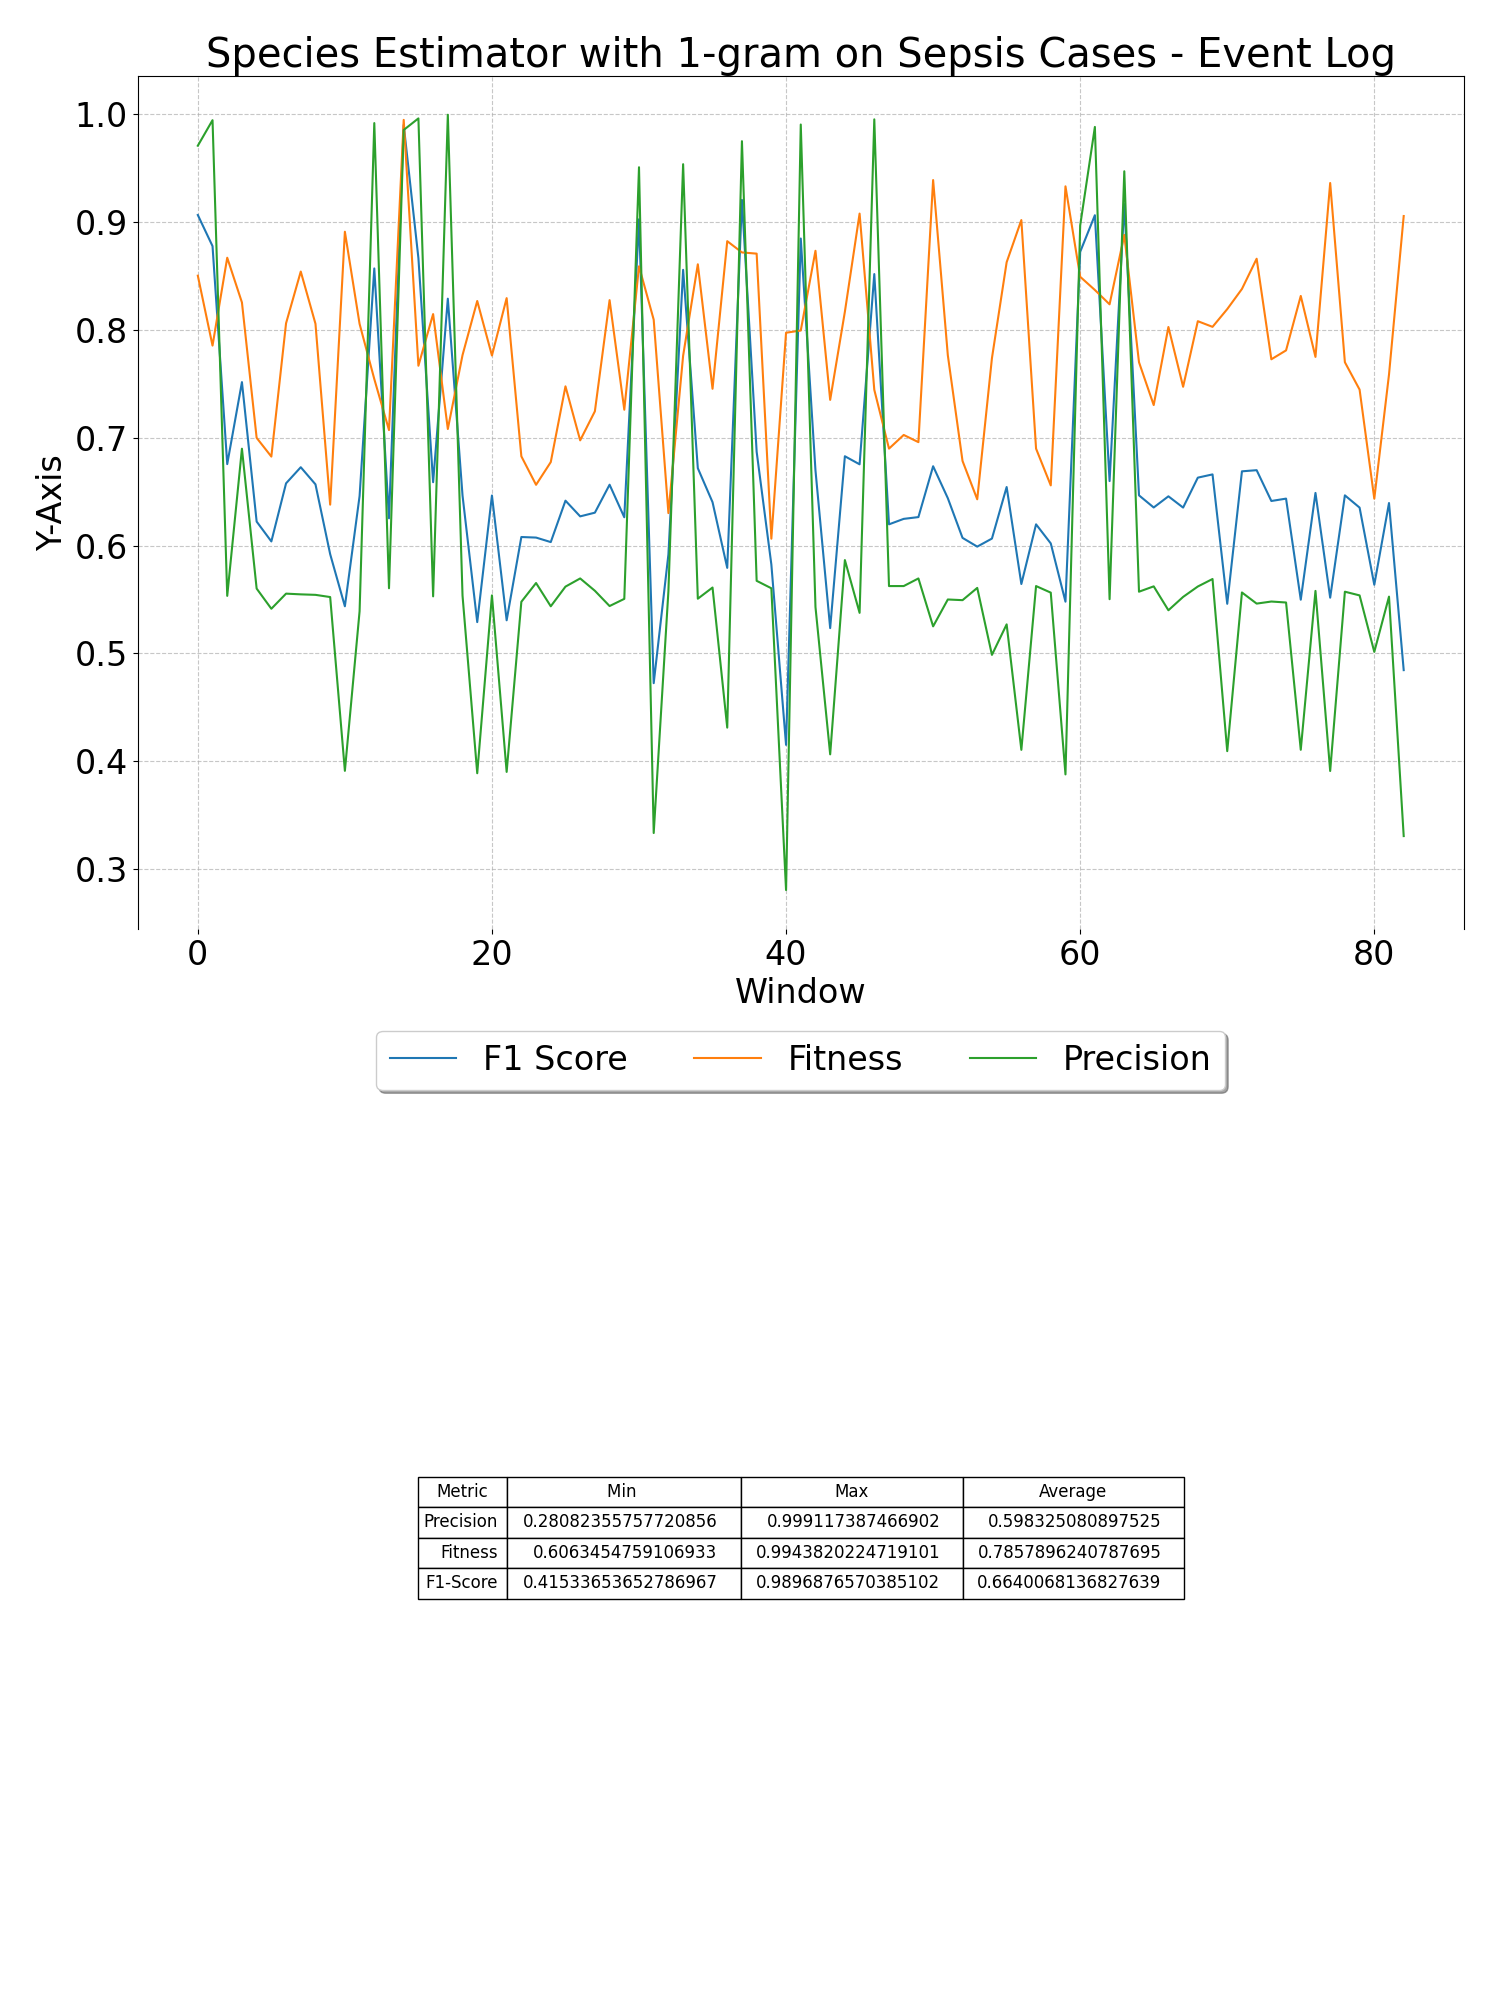 Species Estimator with 1-gram on Sepsis Cases - Event Log
1.0
0.9
0.8
0.7
0.6
0.5
0.4
0.3
Y-Axis
0 20 40 60 80
Window
F1 Score Fitness Precision
Metric Min Max Average
Precision 0.28082355757720856 0.999117387466902 0.598325080897525
Fitness 0.6063454759106933 0.9943820224719101 0.7857896240787695
F1-Score 0.41533653652786967 0.9896876570385102 0.6640068136827639